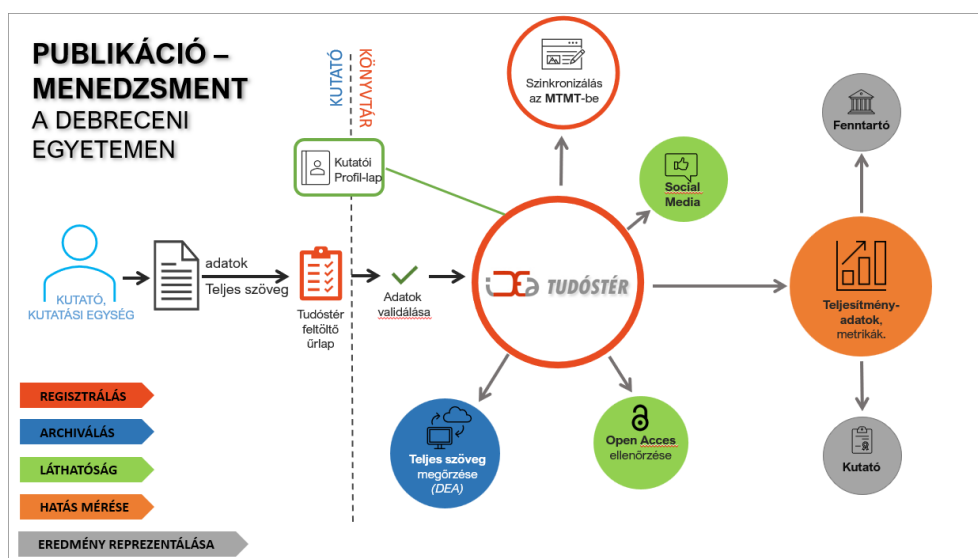 PUBLIKÁCIÓ –
MENEDZSMENT
A DEBRECENI
EGYETEMEN
KUTATÓ
KÖNYVTÁR
Szinkronizálás
az MTMT-be
Fenntartó
Kutatói
Profil-lap
Social
Media
KUTATÓ,
KUTATÁSI EGYSÉG
adatok
Teljes szöveg
Tudóstér
feltöltő
űrlap
Adatok
validálása
iDEa TUDÓSTÉR
Teljesítmény-
adatok,
metrikák.
REGISZTRÁLÁS
ARCHIVÁLÁS
LÁTHATÓSÁG
HATÁS MÉRÉSE
EREDMÉNY REPREZENTÁLÁSA
Teljes szöveg
megőrzése
(DEA)
Open Acces
ellenőrzése
Kutató